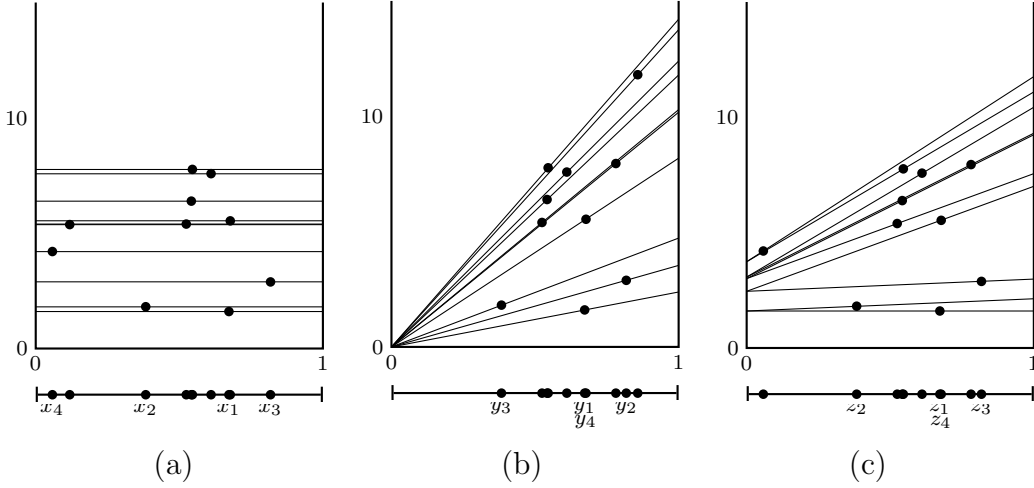 10
0
0 1
x₄ x₂ x₁ x₃
(a)
10
0
0 1
y₃ y₁ y₂
y₄
(b)
10
0
0 1
z₂ z₁ z₃
z₄
(c)